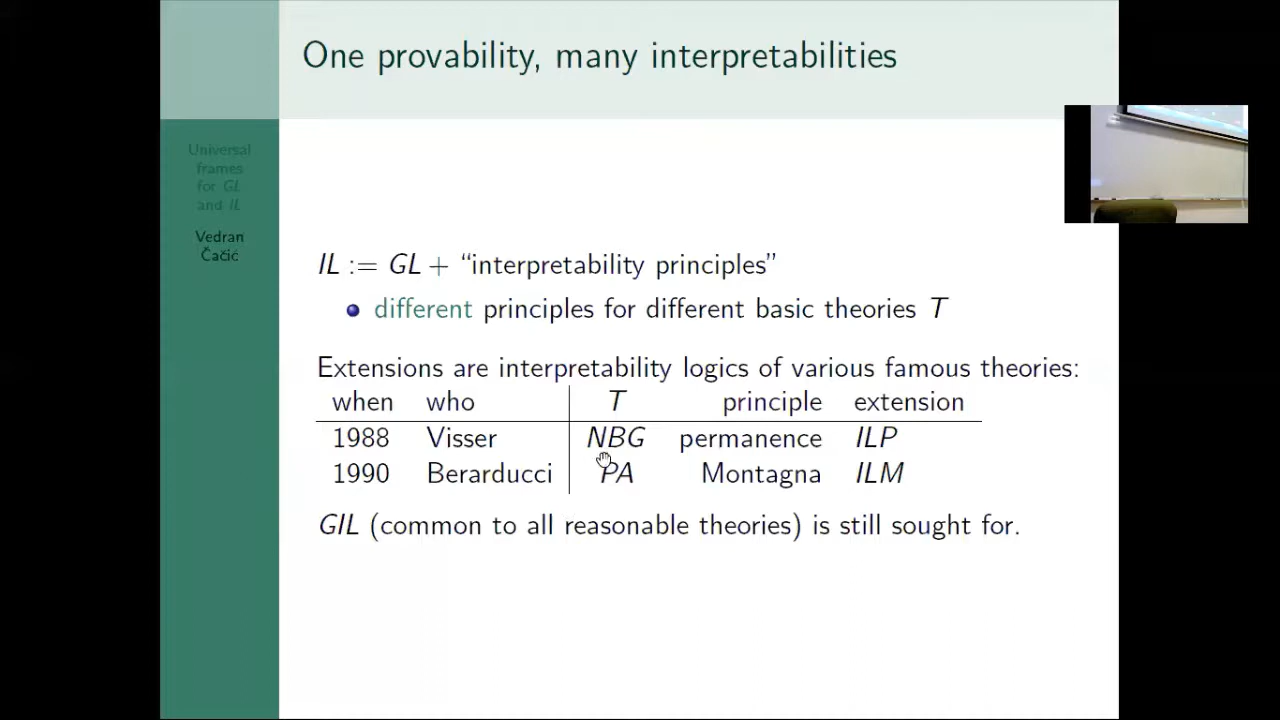 One provability, many interpretabilities
Universal
frames
for GL
and IL
Vedran
Čačić
IL := GL + “interpretability principles”
different principles for different basic theories T
Extensions are interpretability logics of various famous theories:
when who T principle extension
1988 Visser NBG permanence ILP
1990 Berarducci PA Montagna ILM
GIL (common to all reasonable theories) is still sought for.